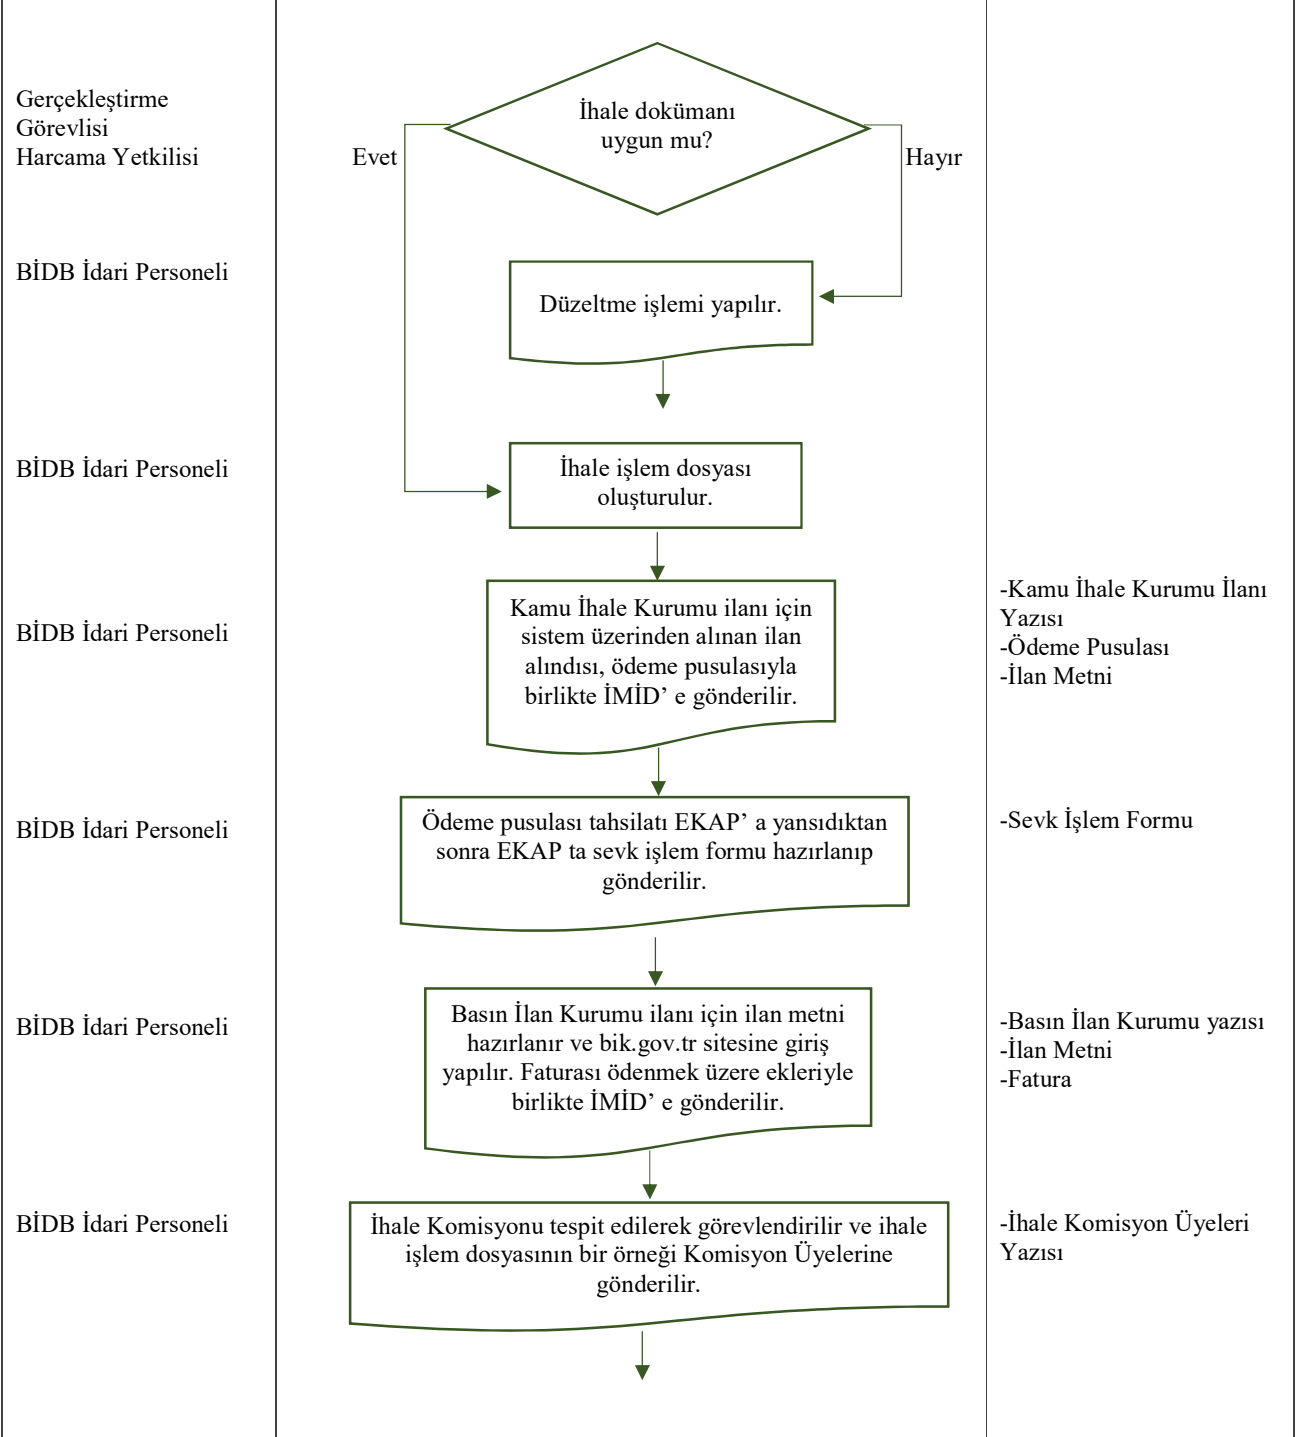 Gerçekleştirme
Görevlisi
Harcama Yetkilisi
İhale dokümanı
uygun mu?
Evet
Hayır
BİDB İdari Personeli
Düzeltme işlemi yapılır.
BİDB İdari Personeli
İhale işlem dosyası
oluşturulur.
BİDB İdari Personeli
Kamu İhale Kurumu ilanı için
sistem üzerinden alınan ilan
alındısı, ödeme pusulasıyla
birlikte İMİD’ e gönderilir.
-Kamu İhale Kurumu İlanı
Yazısı
-Ödeme Pusulası
-İlan Metni
BİDB İdari Personeli
Ödeme pusulası tahsilatı EKAP’ a yansıdıktan
sonra EKAP ta sevk işlem formu hazırlanıp
gönderilir.
-Sevk İşlem Formu
BİDB İdari Personeli
Basın İlan Kurumu ilanı için ilan metni
hazırlanır ve bik.gov.tr sitesine giriş
yapılır. Faturası ödenmek üzere ekleriyle
birlikte İMİD’ e gönderilir.
-Basın İlan Kurumu yazısı
-İlan Metni
-Fatura
BİDB İdari Personeli
İhale Komisyonu tespit edilerek görevlendirilir ve ihale
işlem dosyasının bir örneği Komisyon Üyelerine
gönderilir.
-İhale Komisyon Üyeleri
Yazısı